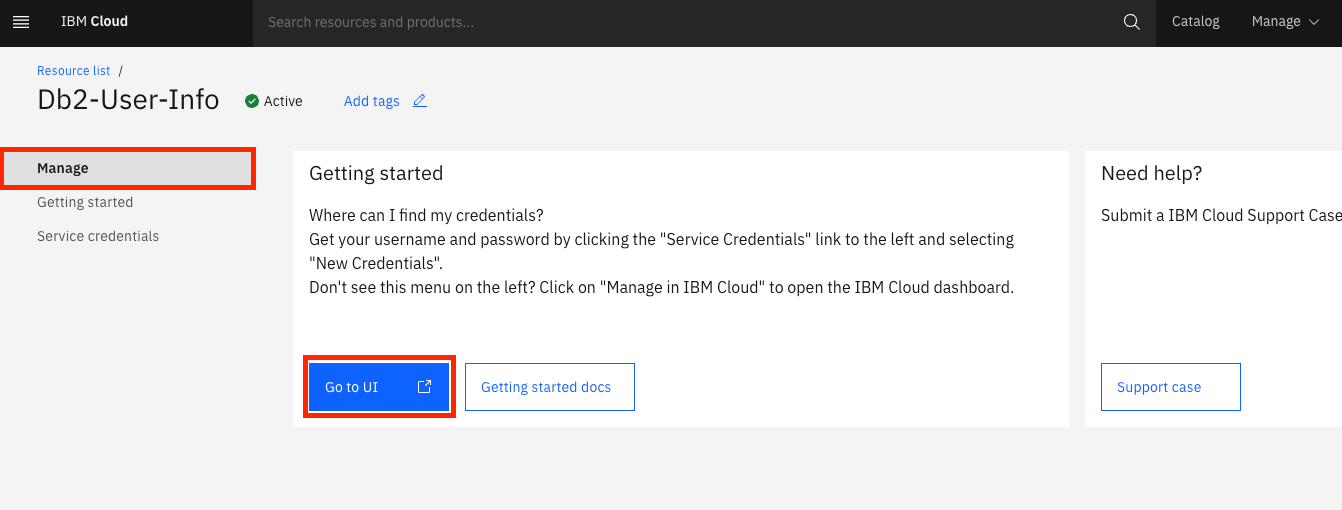 IBM Cloud
Search resources and products...
Catalog
Manage
Resource list /
Db2-User-Info
Active
Add tags
Manage
Getting started
Service credentials
Getting started
Where can I find my credentials?
Get your username and password by clicking the "Service Credentials" link to the left and selecting
"New Credentials".
Don't see this menu on the left? Click on "Manage in IBM Cloud" to open the IBM Cloud dashboard.
Go to UI
Getting started docs
Need help?
Submit a IBM Cloud Support Case
Support case